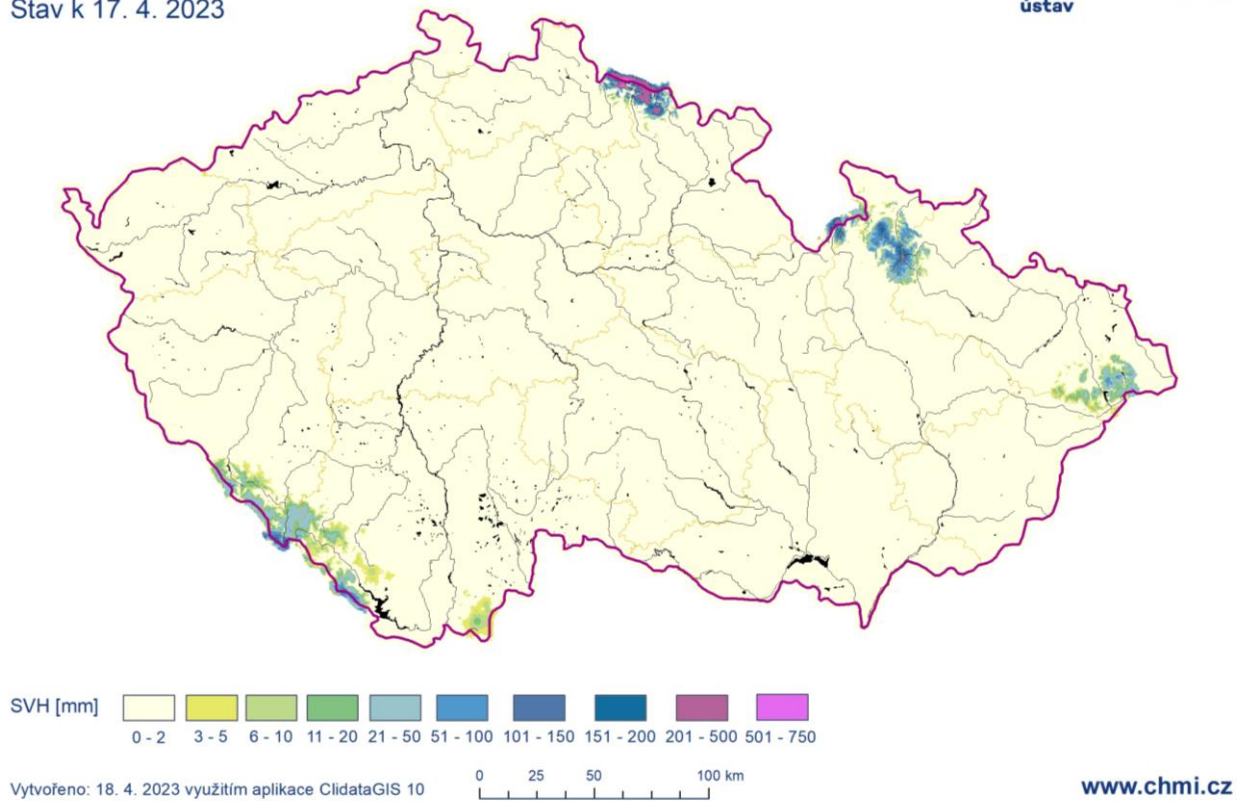 Stav k 17. 4. 2023
ústav
SVH [mm]
0 - 2
3 - 5
6 - 10
11 - 20
21 - 50
51 - 100
101 - 150
151 - 200
201 - 500
501 - 750
Vytvořeno: 18. 4. 2023 využitím aplikace ClidataGIS 10
0
25
50
100 km
www.chmi.cz